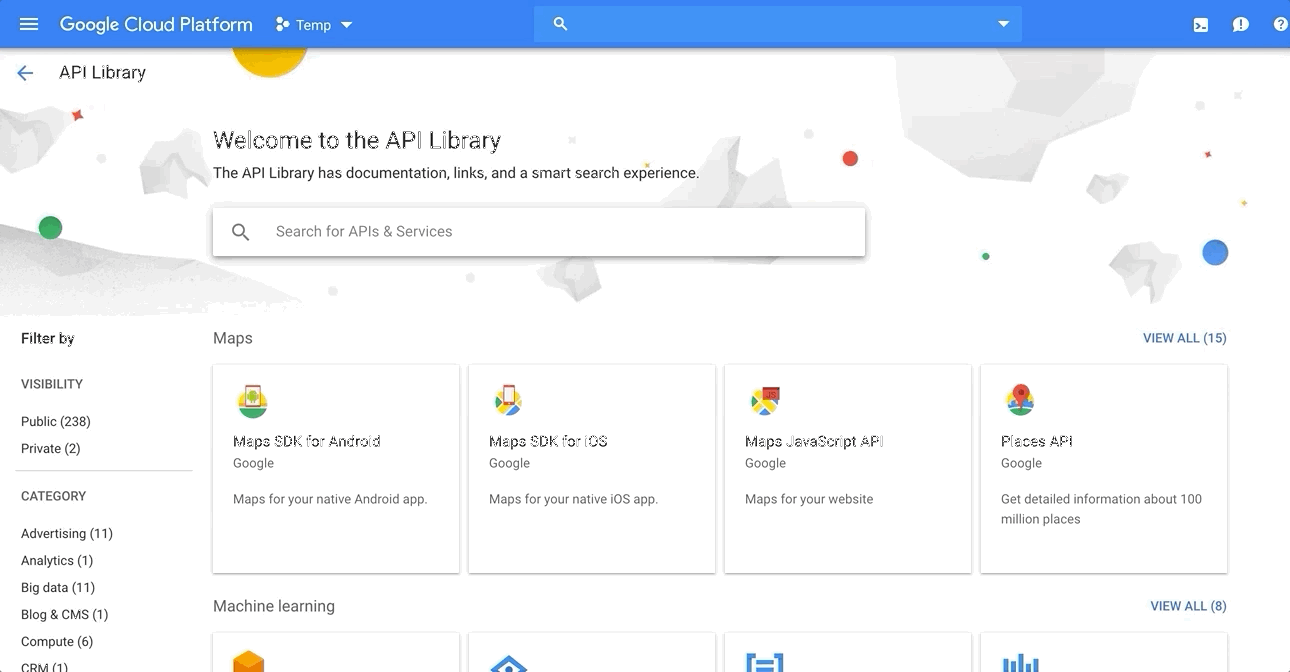 Google Cloud Platform
Temp
API Library
Welcome to the API Library
The API Library has documentation, links, and a smart search experience.
Search for APIs & Services
Filter by
VISIBILITY
Public (238)
Private (2)
CATEGORY
Advertising (11)
Analytics (1)
Big data (11)
Blog & CMS (1)
Compute (6)
CRM (1)
Maps
VIEW ALL (15)
JS
Maps SDK for Android
Google
Maps for your native Android app.
Maps SDK for iOS
Google
Maps for your native iOS app.
Maps JavaScript API
Google
Maps for your website
Places API
Google
Get detailed information about 100
million places
Machine learning
VIEW ALL (8)